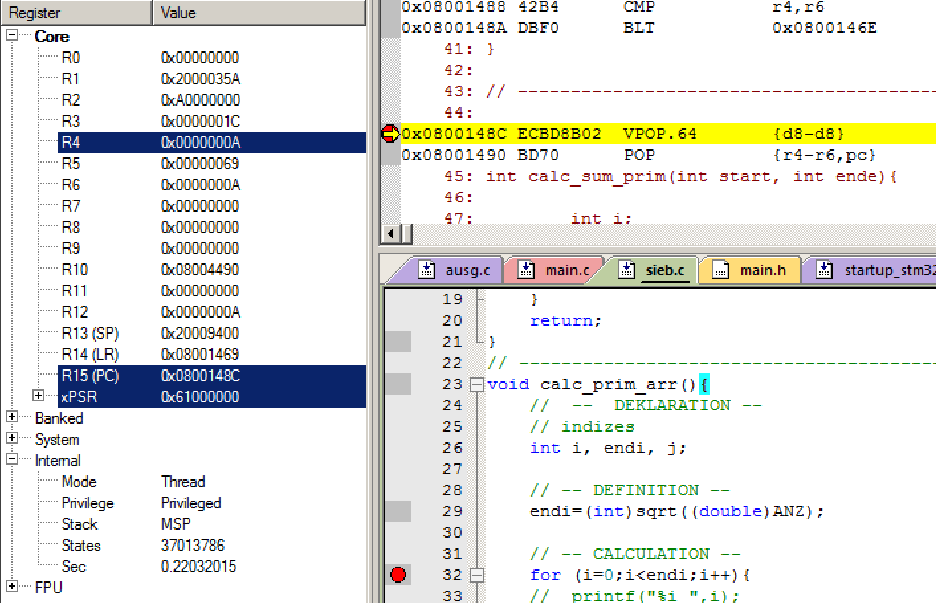 Register Value
Core
R0 0x00000000
R1 0x2000035A
R2 0xA0000000
R3 0x0000001C
R4 0x0000000A
R5 0x00000069
R6 0x0000000A
R7 0x00000000
R8 0x00000000
R9 0x00000000
R10 0x08004490
R11 0x00000000
R12 0x0000000A
R13 (SP) 0x20009400
R14 (LR) 0x08001469
R15 (PC) 0x0800148C
xPSR 0x61000000
Banked
System
Internal
Mode Thread
Privilege Privileged
Stack MSP
States 37013786
Sec 0.22032015
FPU
0x08001488 42B4 CMP r4,r6
0x0800148A DBF0 BLT 0x0800146E
41: }
42:
43: // ----------------------------------------
44:
0x0800148C ECBD8B02 VPOP.64 {d8-d8}
0x08001490 BD70 POP {r4-r6,pc}
45: int calc_sum_prim(int start, int ende){
46:
47: int i;
ausg.c main.c sieb.c main.h startup_stm32
19 }
20 return;
21 }
22 // ----------------------------------------
23 void calc_prim_arr(){
24 // -- DEKLARATION --
25 // indizes
26 int i, endi, j;
27
28 // -- DEFINITION --
29 endi=(int)sqrt((double)ANZ);
30
31 // -- CALCULATION --
32 for (i=0;i<endi;i++){
33 // printf("%i ",i);